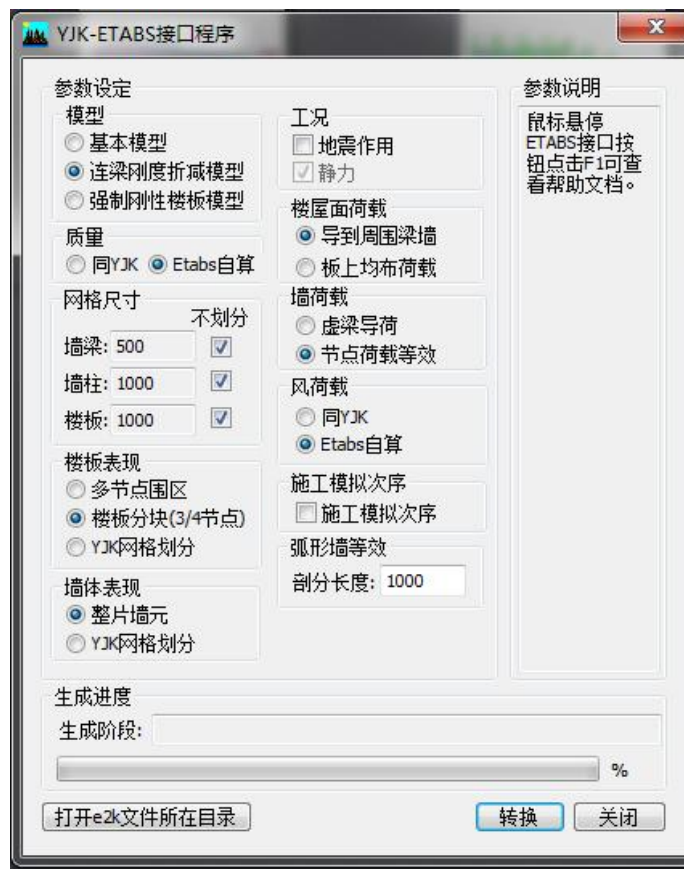 YJK-ETABS接口程序
参数设定
模型
基本模型
连梁刚度折减模型
强制刚性楼板模型
质量
同YJK Etabs自算
网格尺寸
不划分
墙梁: 500
墙柱: 1000
楼板: 1000
楼板表现
多节点围区
楼板分块(3/4节点)
YJK网格划分
墙体表现
整片墙元
YJK网格划分
工况
地震作用
静力
楼屋面荷载
导到周围梁墙
板上均布荷载
墙荷载
虚梁导荷
节点荷载等效
风荷载
同YJK
Etabs自算
施工模拟次序
施工模拟次序
弧形墙等效
剖分长度: 1000
参数说明
鼠标悬停
ETABS接口按
钮点击F1可查
看帮助文档。
生成进度
生成阶段:
%
打开e2k文件所在目录
转换
关闭